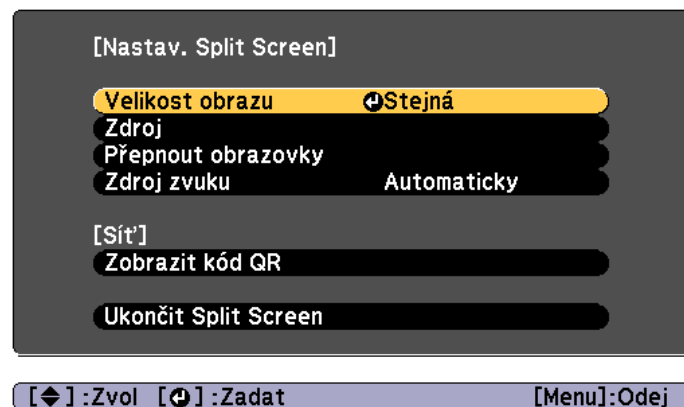 [Nastav. Split Screen]
Velikost obrazu Stejná
Zdroj
Přepnout obrazovky
Zdroj zvuku Automaticky
[Síť]
Zobrazit kód QR
Ukončit Split Screen
[◆]:Zvol [⏎]:Zadat [Menu]:Odej